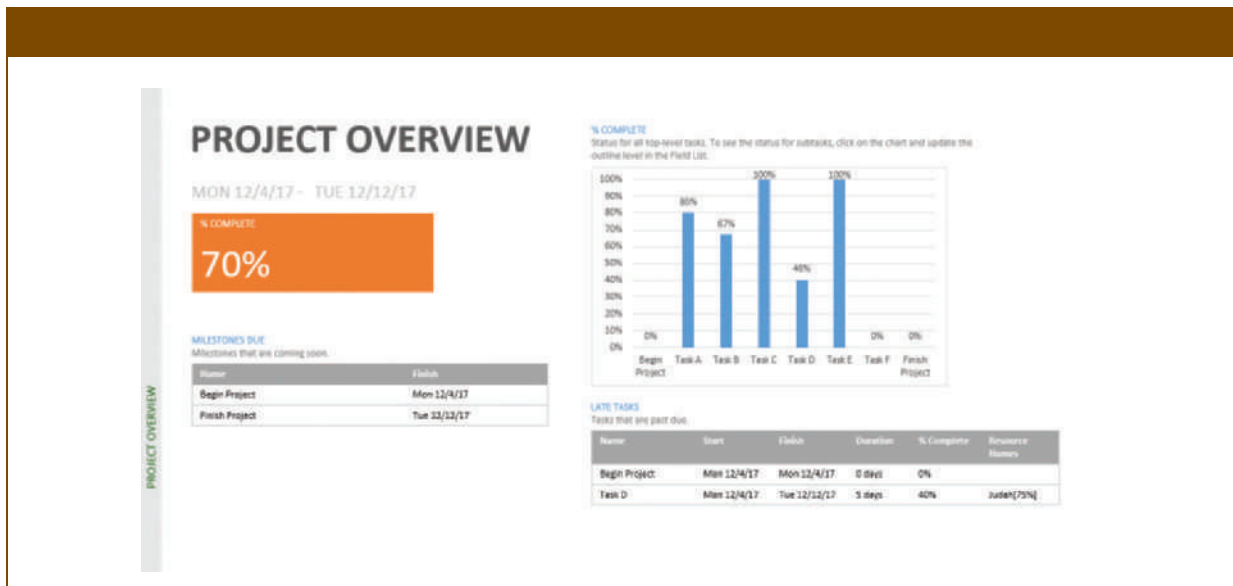 PROJECT OVERVIEW
PROJECT OVERVIEW
MON 12/4/17 - TUE 12/12/17
% COMPLETE
70%
MILESTONES DUE
Milestones that are coming soon.
Name Finish
Begin Project Mon 12/4/17
Finish Project Tue 12/12/17
% COMPLETE
Status for all top-level tasks. To see the status for subtasks, click on the chart and update the
outline level in the Field List.
100%
90%
80%
70%
60%
50%
40%
30%
20%
10%
0%
0% 80% 67% 100% 40% 100% 0% 0%
Begin Project Task A Task B Task C Task D Task E Task F Finish Project
LATE TASKS
Tasks that are past due.
Name Start Finish Duration % Complete Resource Names
Begin Project Mon 12/4/17 Mon 12/4/17 0 days 0%
Task D Mon 12/4/17 Tue 12/12/17 5 days 40% Judah[75%]